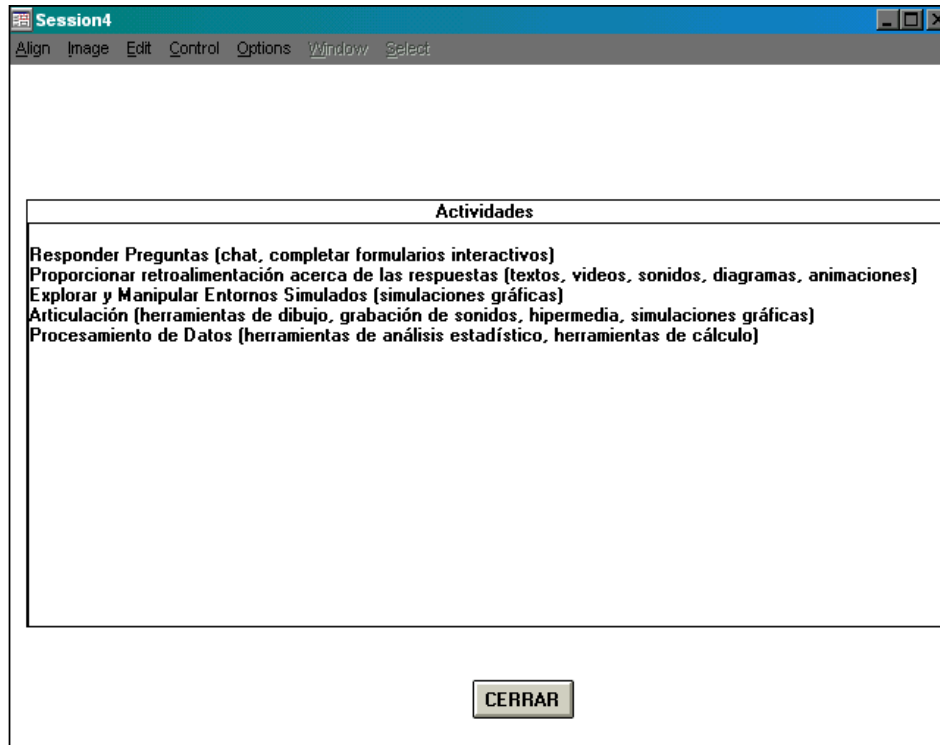 Session4
Align Image Edit Control Options Window Select
Actividades
Responder Preguntas (chat, completar formularios interactivos)
Proporcionar retroalimentación acerca de las respuestas (textos, videos, sonidos, diagramas, animaciones)
Explorar y Manipular Entornos Simulados (simulaciones gráficas)
Articulación (herramientas de dibujo, grabación de sonidos, hipermedia, simulaciones gráficas)
Procesamiento de Datos (herramientas de análisis estadístico, herramientas de cálculo)
CERRAR